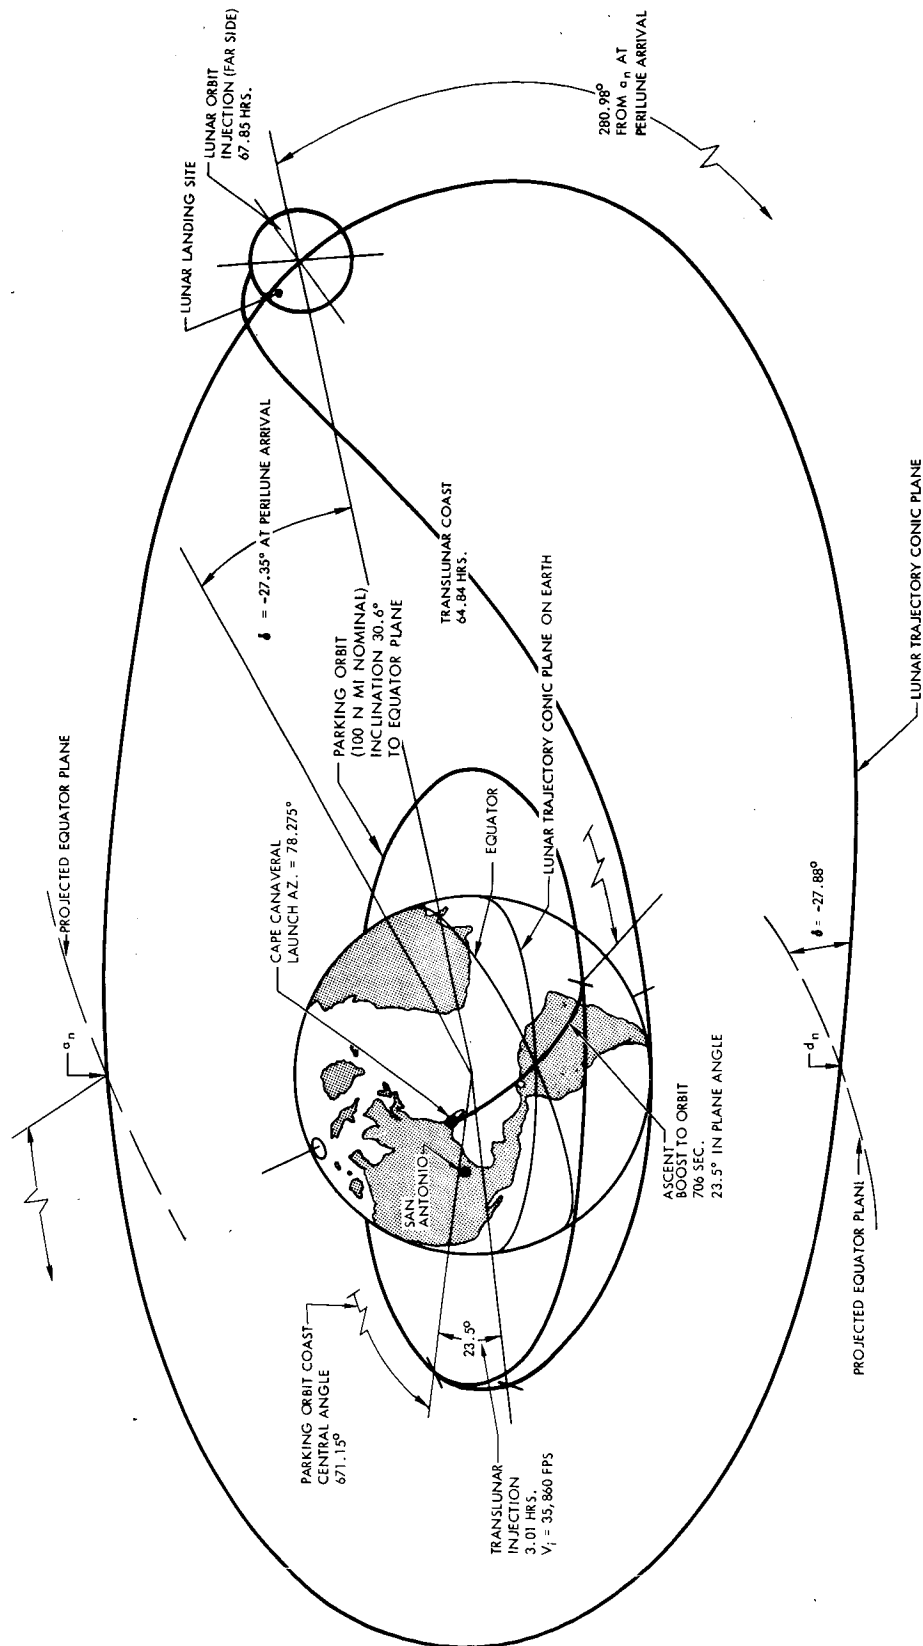 LUNAR ORBIT
INJECTION (FAR SIDE)
67.85 HRS.
LUNAR LANDING SITE
280.98°
FROM αn AT
PERILUNE ARRIVAL
δ = -27.35° AT PERILUNE ARRIVAL
TRANSLUNAR COAST
64.84 HRS.
PARKING ORBIT
(100 N MI NOMINAL)
INCLINATION 30.6°
TO EQUATOR PLANE
PROJECTED EQUATOR PLANE
αn
CAPE CANAVERAL
LAUNCH AZ. = 78.275°
EQUATOR
LUNAR TRAJECTORY CONIC PLANE ON EARTH
LUNAR TRAJECTORY CONIC PLANE
δ = -27.88°
dn
PROJECTED EQUATOR PLANE
SAN
ANTONIO
ASCENT
BOOST TO ORBIT
706 SEC.
23.5° IN PLANE ANGLE
23.5°
PARKING ORBIT COAST
CENTRAL ANGLE
671.15°
TRANSLUNAR
INJECTION
3.01 HRS.
Vi = 35,860 FPS